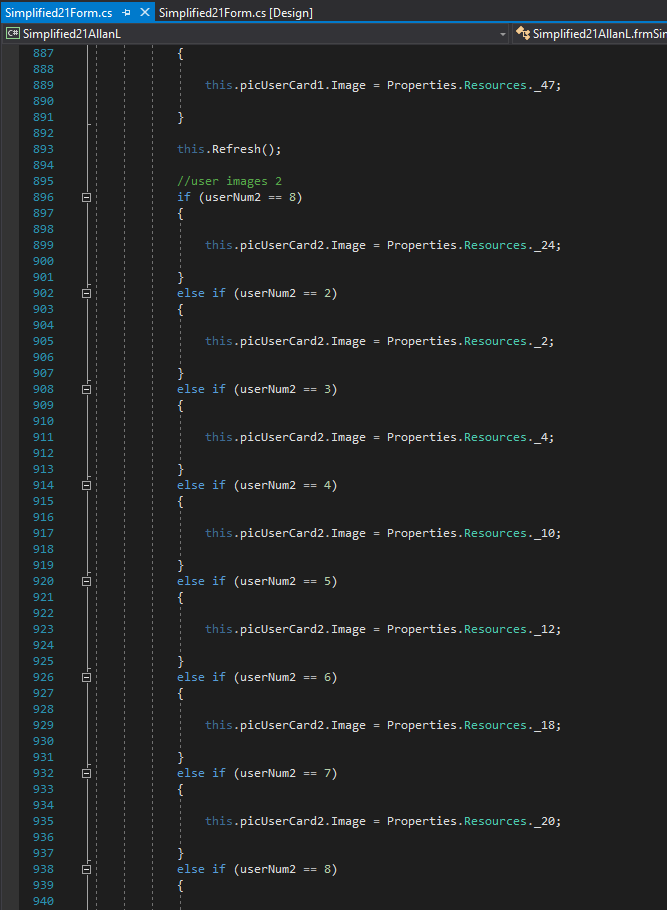 Simplified21Form.cs Simplified21Form.cs [Design]
C# Simplified21AllanL Simplified21AllanL.frmSin
887 {
888
889 this.picUserCard1.Image = Properties.Resources._47;
890
891 }
892
893 this.Refresh();
894
895 //user images 2
896 if (userNum2 == 8)
897 {
898
899 this.picUserCard2.Image = Properties.Resources._24;
900
901 }
902 else if (userNum2 == 2)
903 {
904
905 this.picUserCard2.Image = Properties.Resources._2;
906
907 }
908 else if (userNum2 == 3)
909 {
910
911 this.picUserCard2.Image = Properties.Resources._4;
912
913 }
914 else if (userNum2 == 4)
915 {
916
917 this.picUserCard2.Image = Properties.Resources._10;
918
919 }
920 else if (userNum2 == 5)
921 {
922
923 this.picUserCard2.Image = Properties.Resources._12;
924
925 }
926 else if (userNum2 == 6)
927 {
928
929 this.picUserCard2.Image = Properties.Resources._18;
930
931 }
932 else if (userNum2 == 7)
933 {
934
935 this.picUserCard2.Image = Properties.Resources._20;
936
937 }
938 else if (userNum2 == 8)
939 {
940